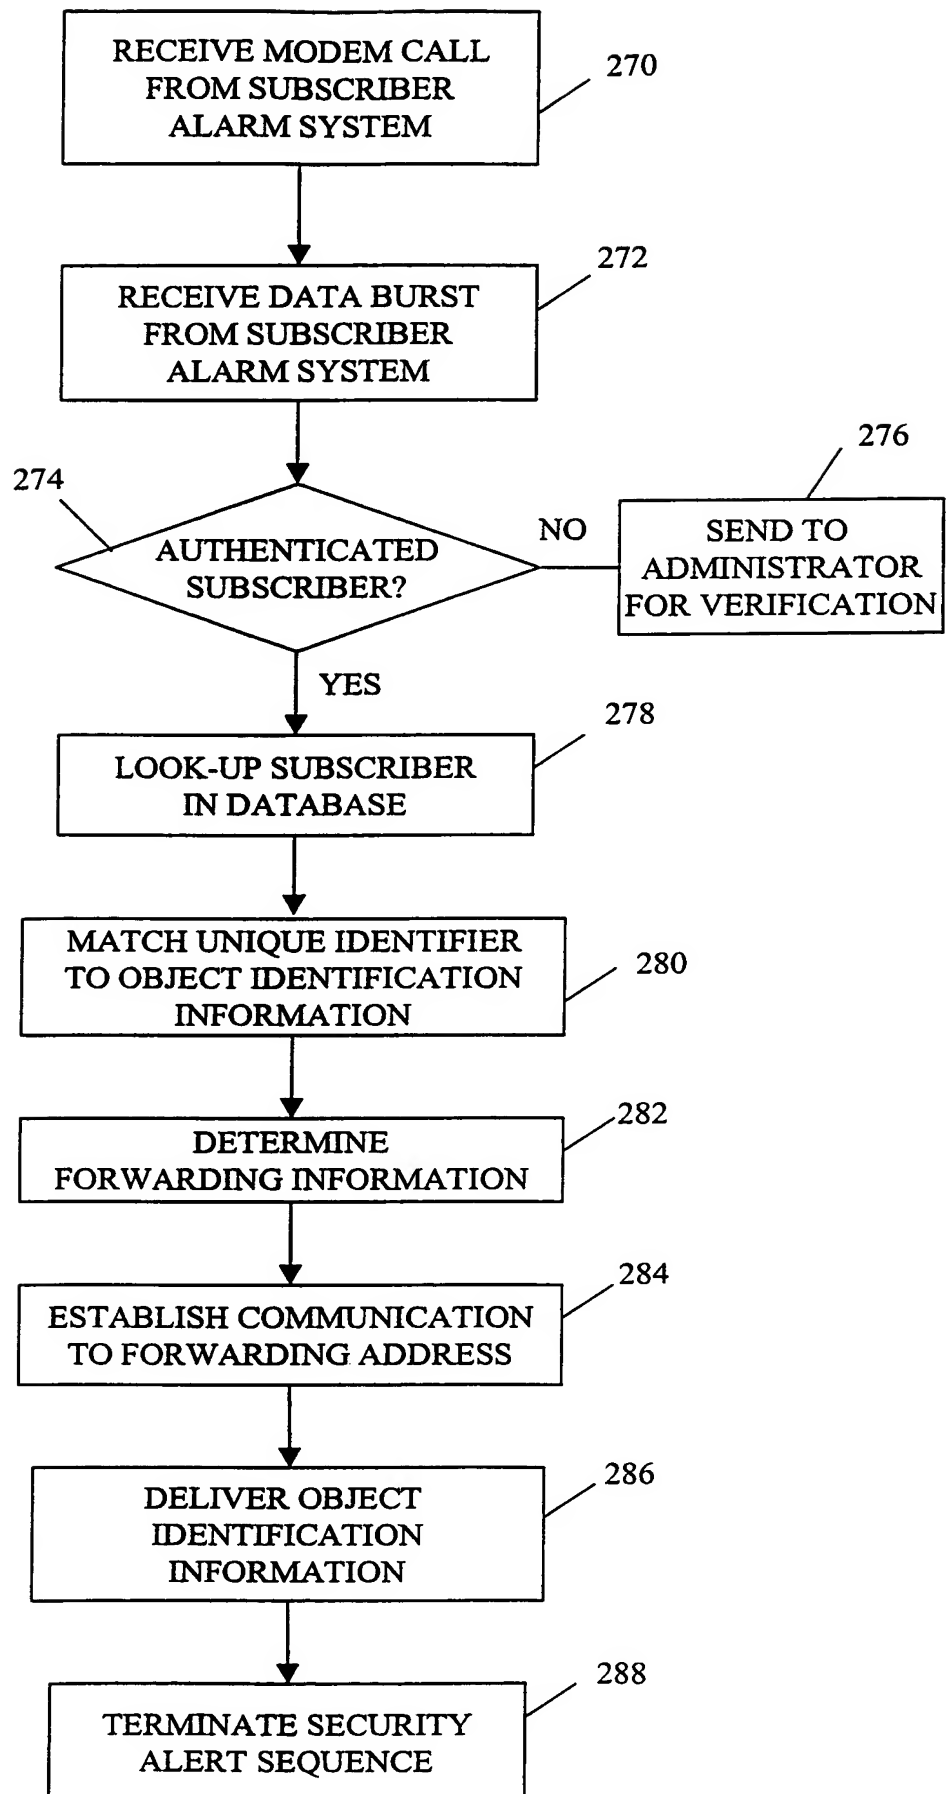 RECEIVE MODEM CALL
FROM SUBSCRIBER
ALARM SYSTEM
270
RECEIVE DATA BURST
FROM SUBSCRIBER
ALARM SYSTEM
272
274
AUTHENTICATED
SUBSCRIBER?
NO
276
SEND TO
ADMINISTRATOR
FOR VERIFICATION
YES
278
LOOK-UP SUBSCRIBER
IN DATABASE
MATCH UNIQUE IDENTIFIER
TO OBJECT IDENTIFICATION
INFORMATION
280
DETERMINE
FORWARDING INFORMATION
282
ESTABLISH COMMUNICATION
TO FORWARDING ADDRESS
284
DELIVER OBJECT
IDENTIFICATION
INFORMATION
286
TERMINATE SECURITY
ALERT SEQUENCE
288